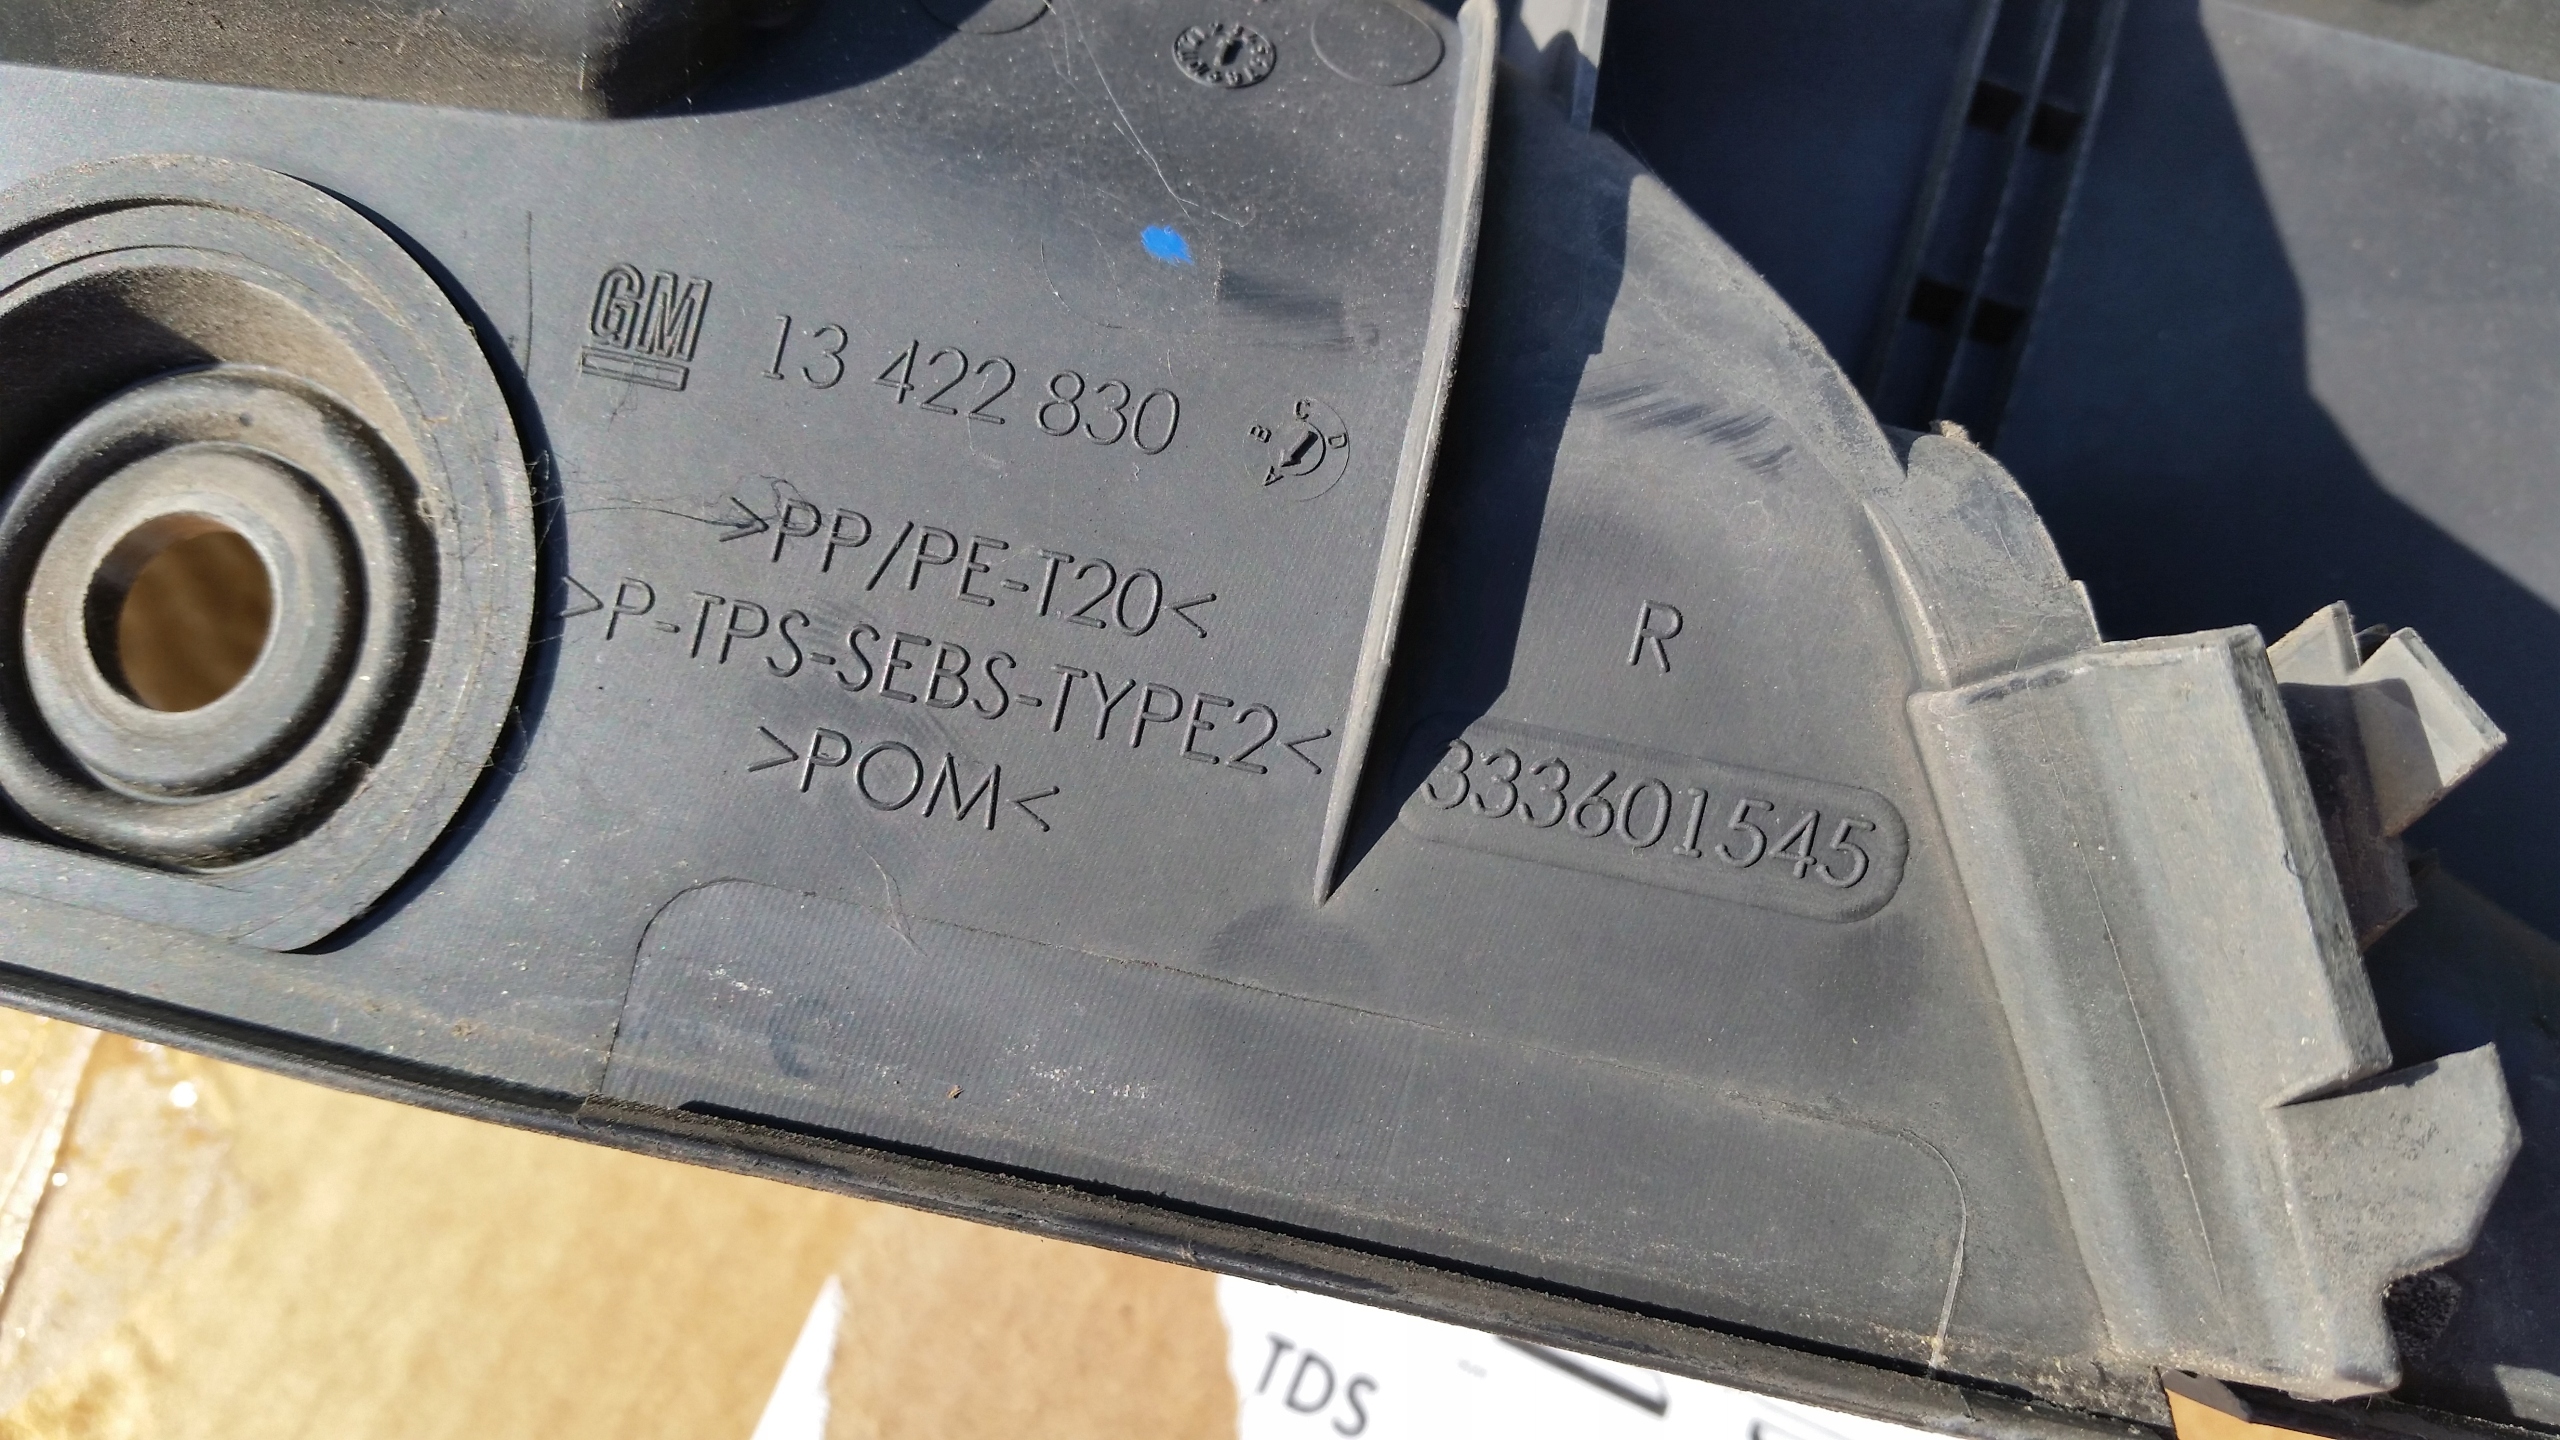 GM 13 422 830
B C D A
>PP/PE-T20<
>P-TPS-SEBS-TYPE2<
>POM<
R
333601545
TDS